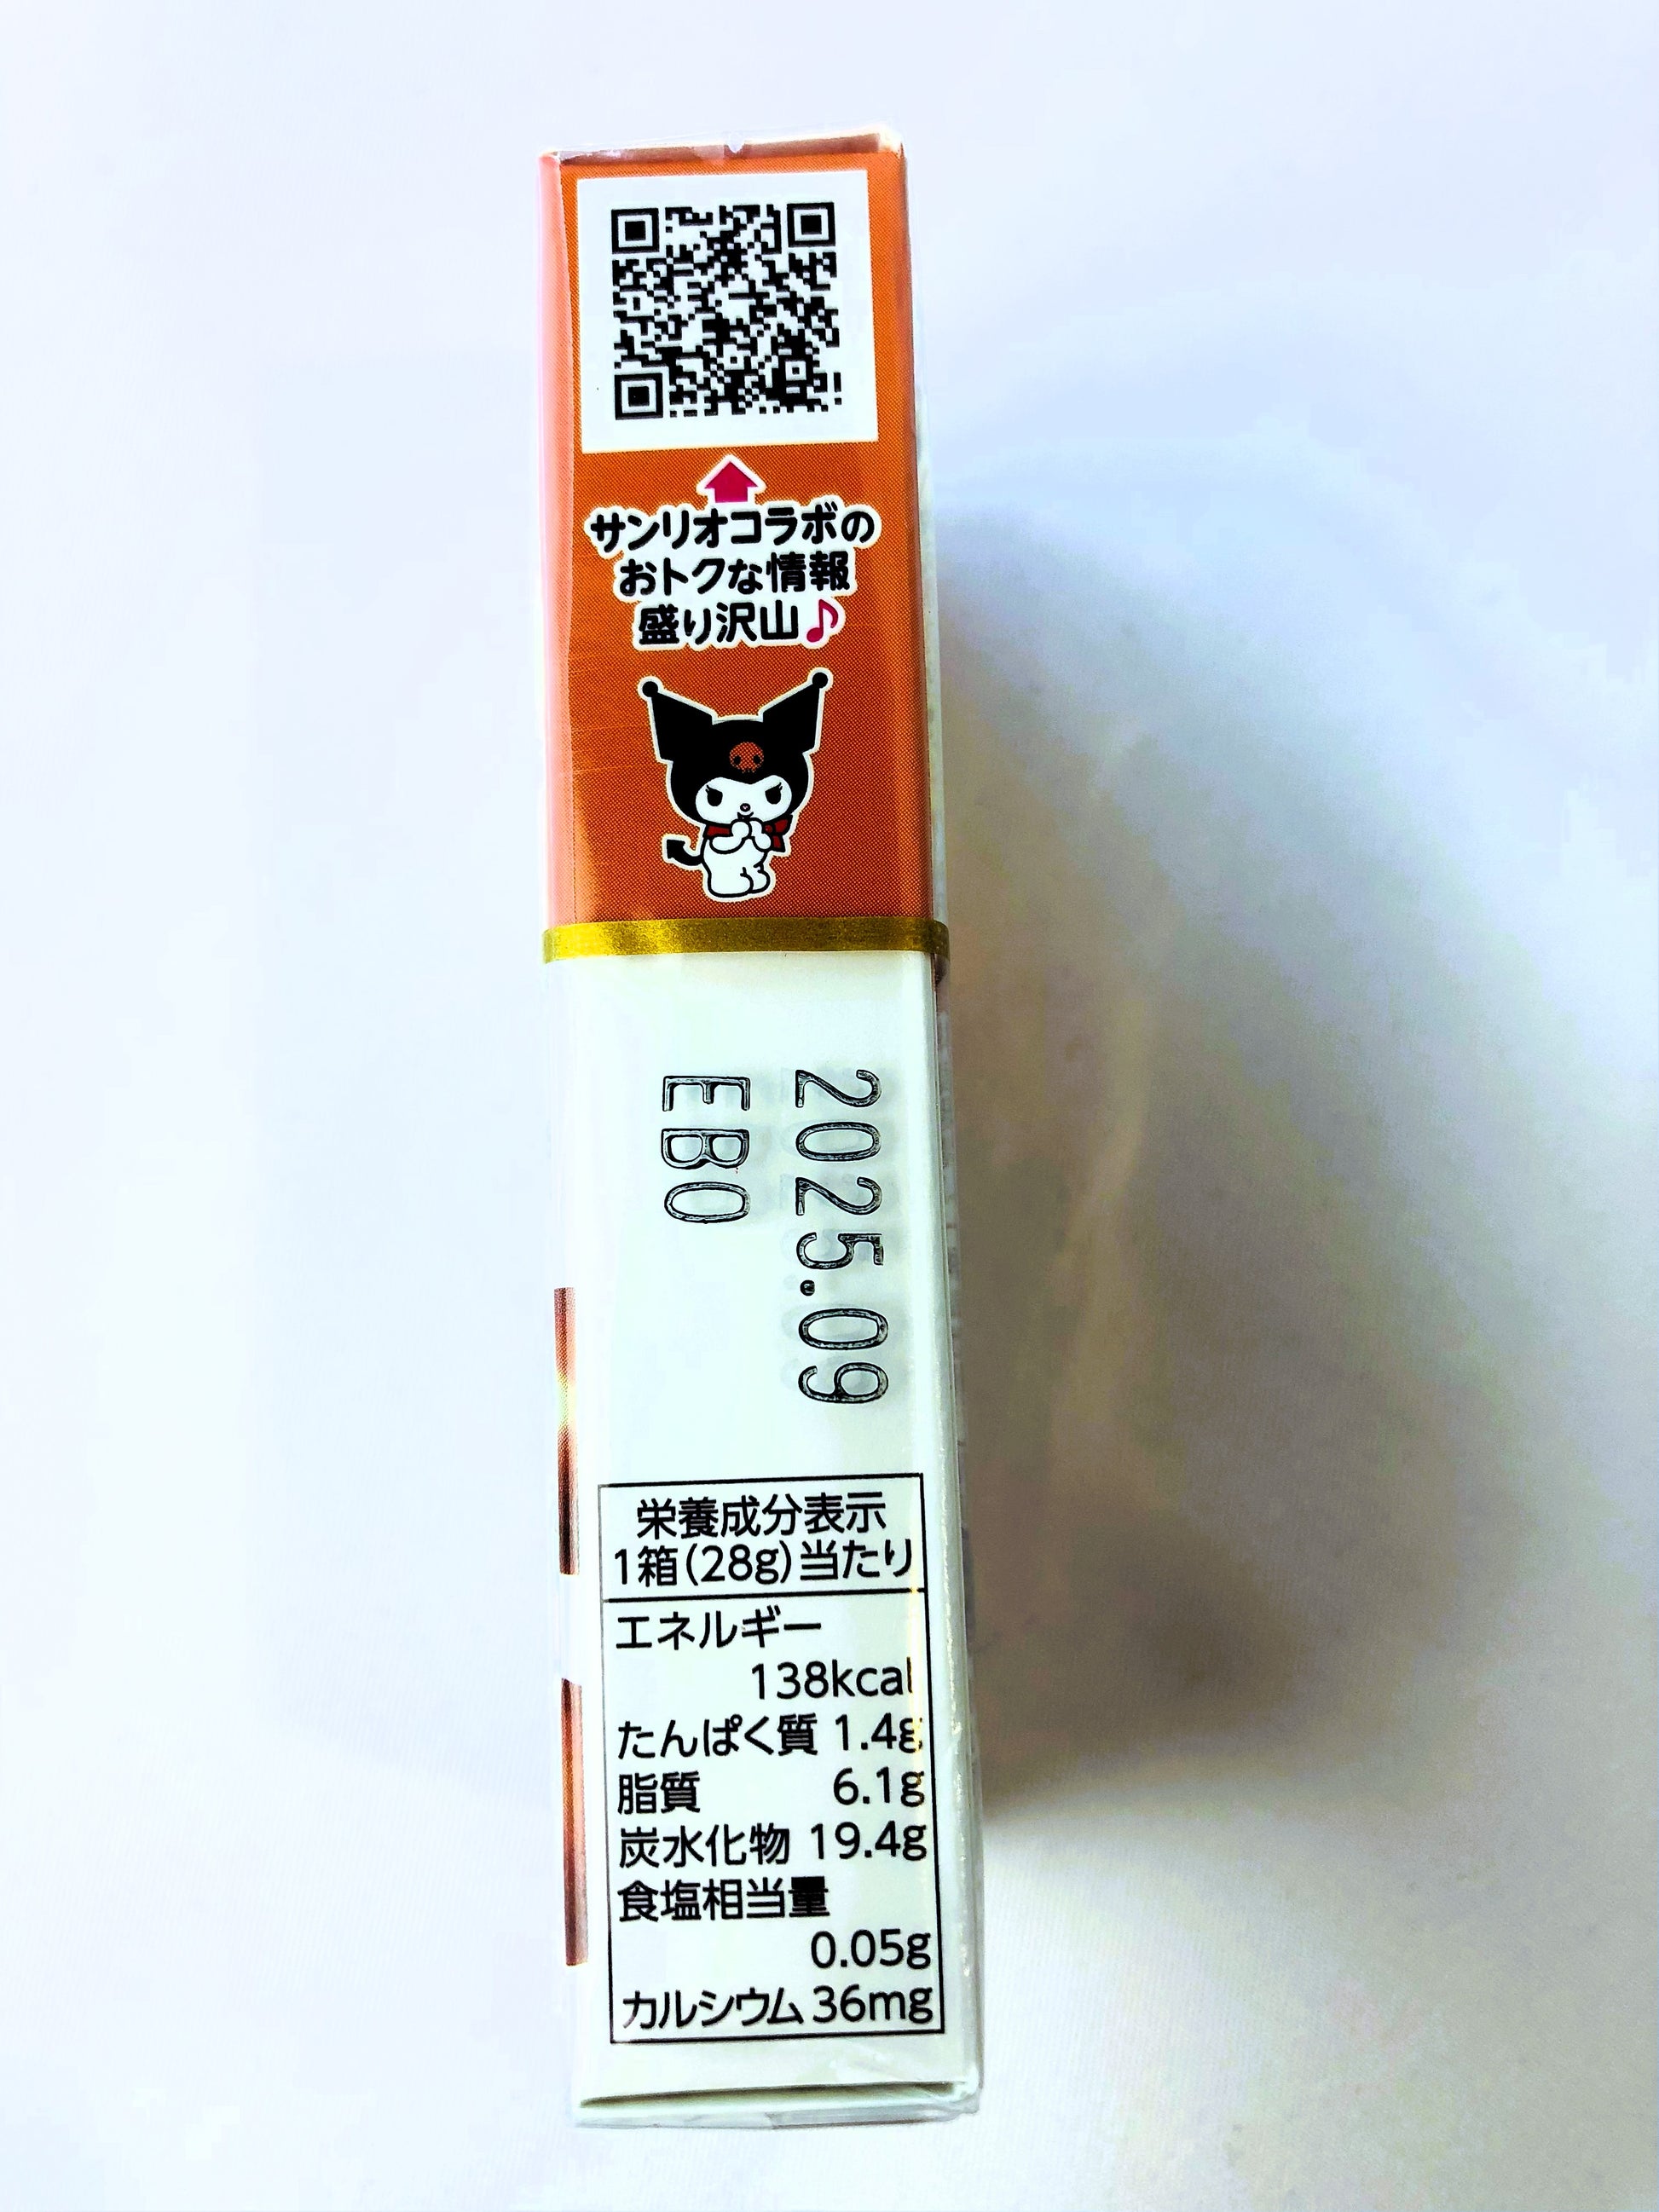 サンリオコラボの
おトクな情報
盛り沢山♪
2025.09
EBO
栄養成分表示
1箱(28g)当たり
エネルギー
138kcal
たんぱく質 1.4g
脂質 6.1g
炭水化物 19.4g
食塩相当量
0.05g
カルシウム 36mg